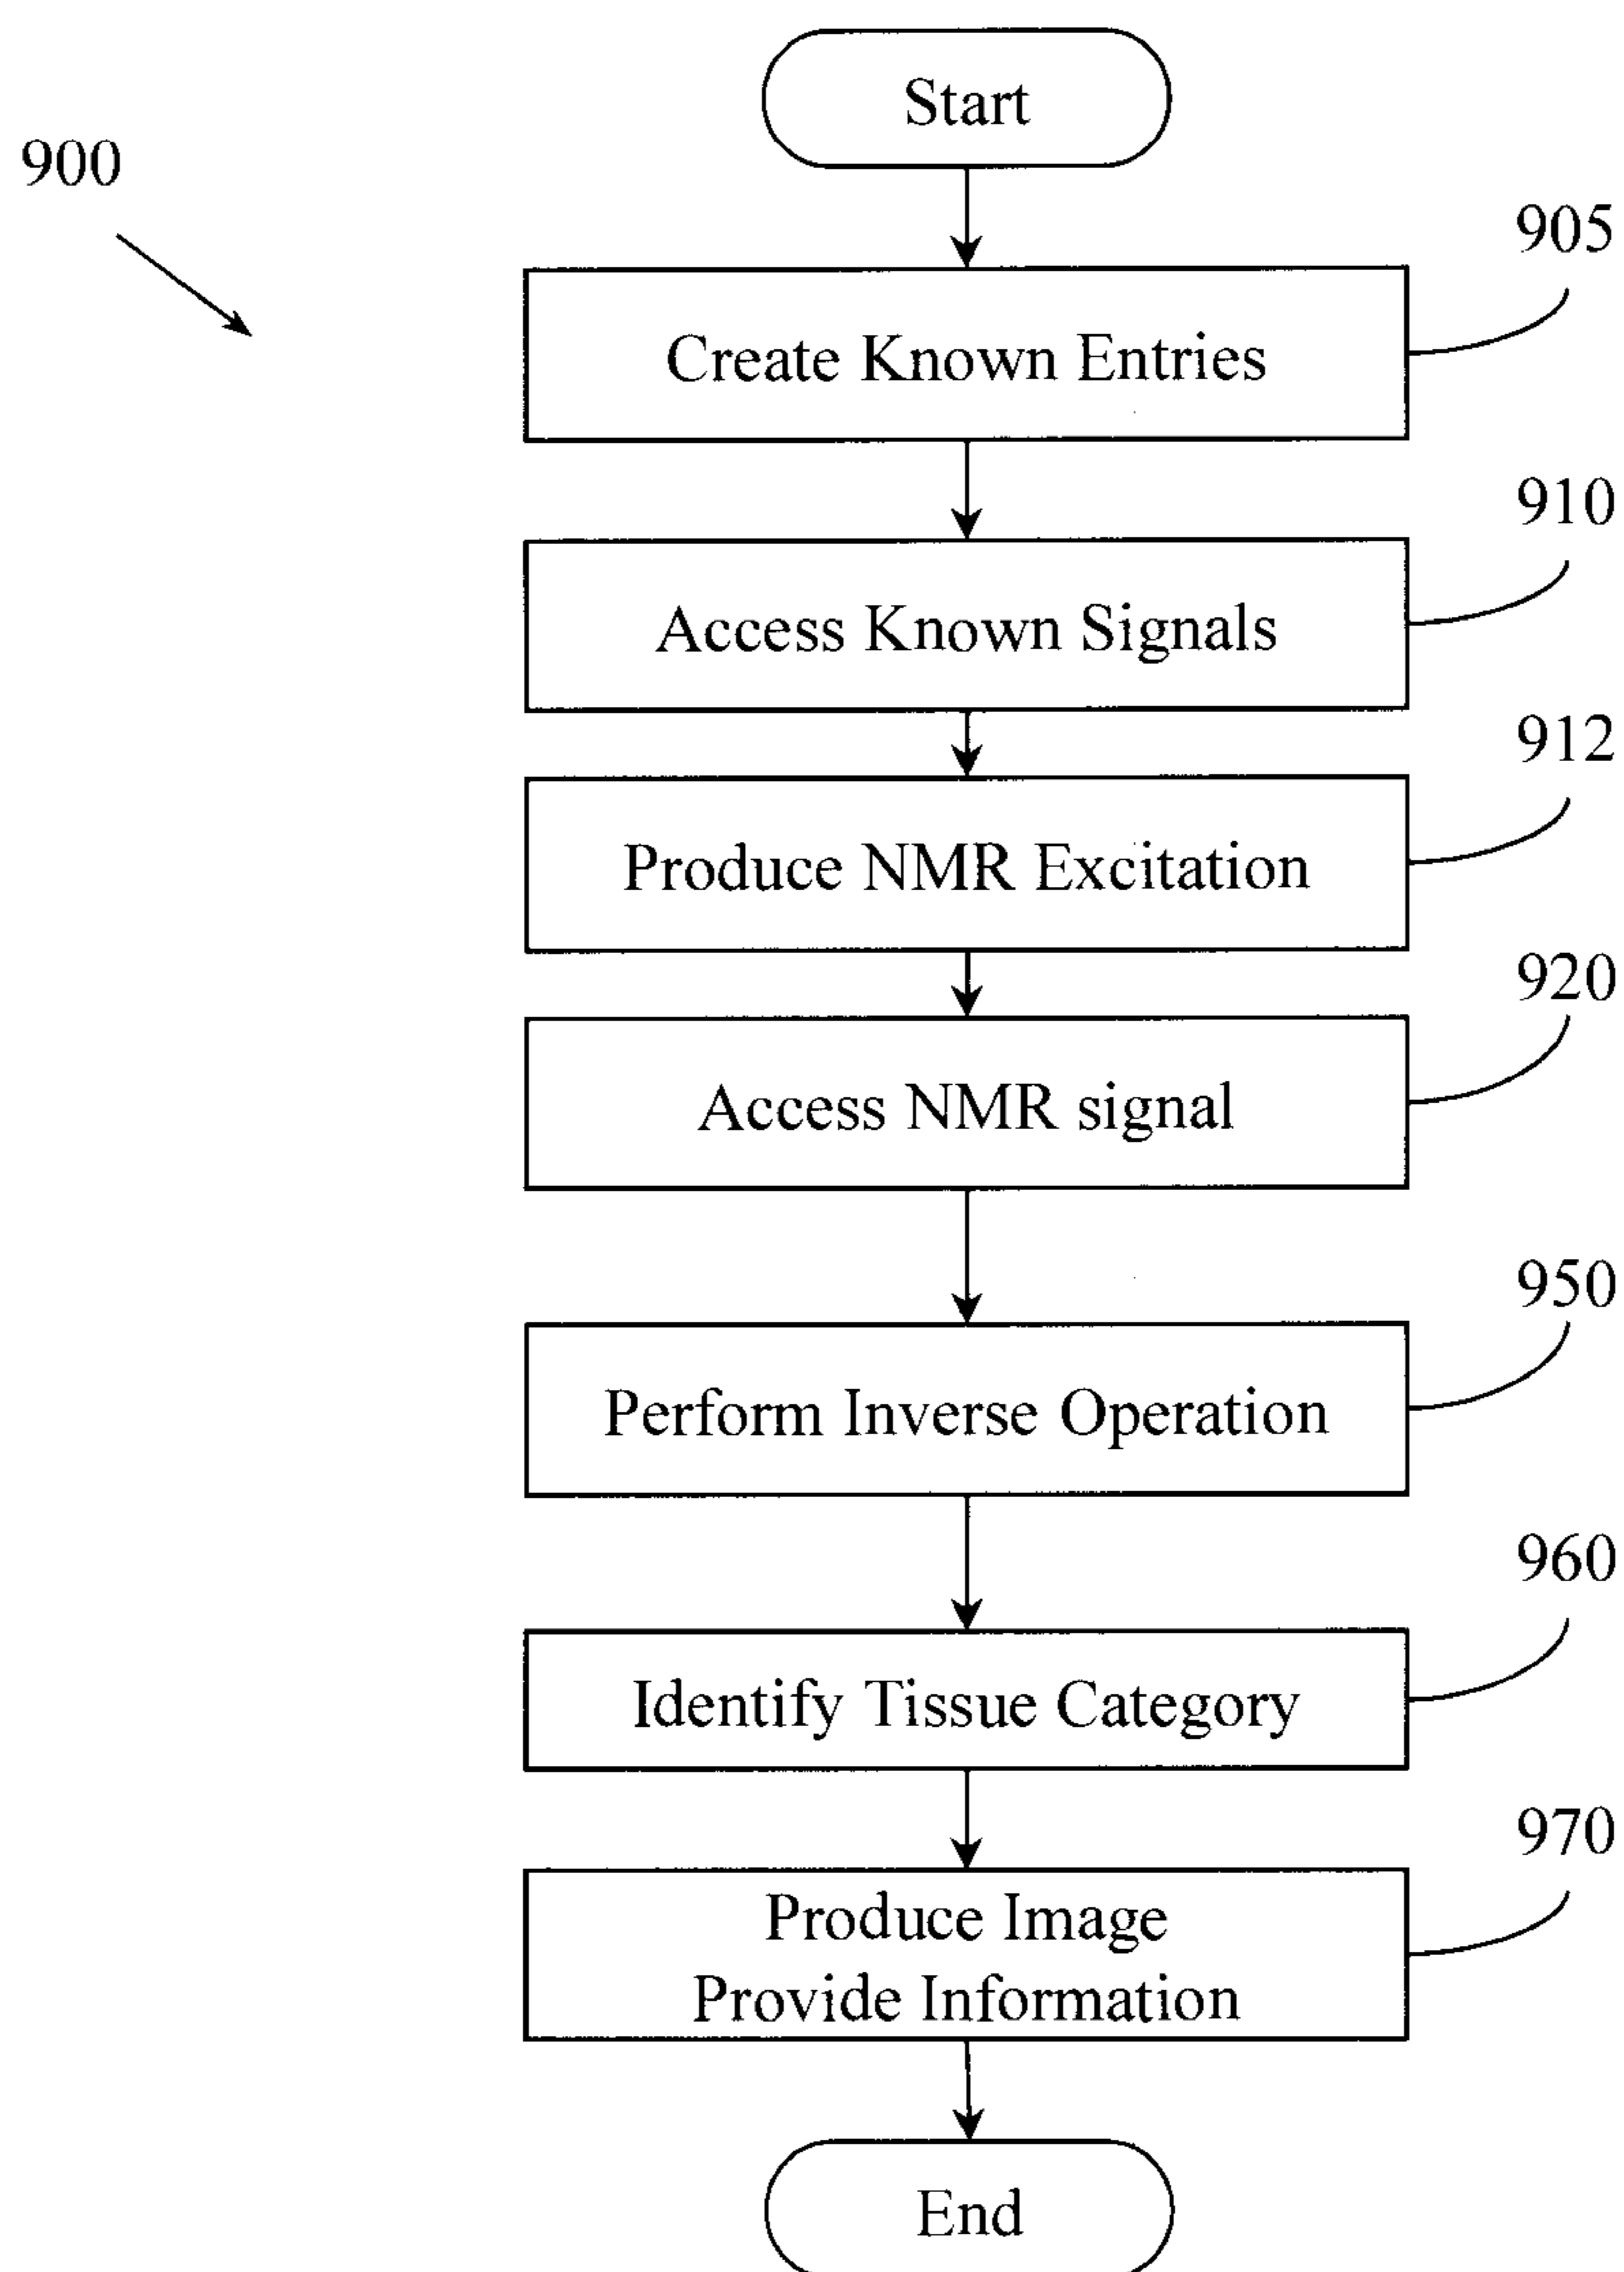 Start
900
905
Create Known Entries
910
Access Known Signals
912
Produce NMR Excitation
920
Access NMR signal
950
Perform Inverse Operation
960
Identify Tissue Category
970
Produce Image
Provide Information
End